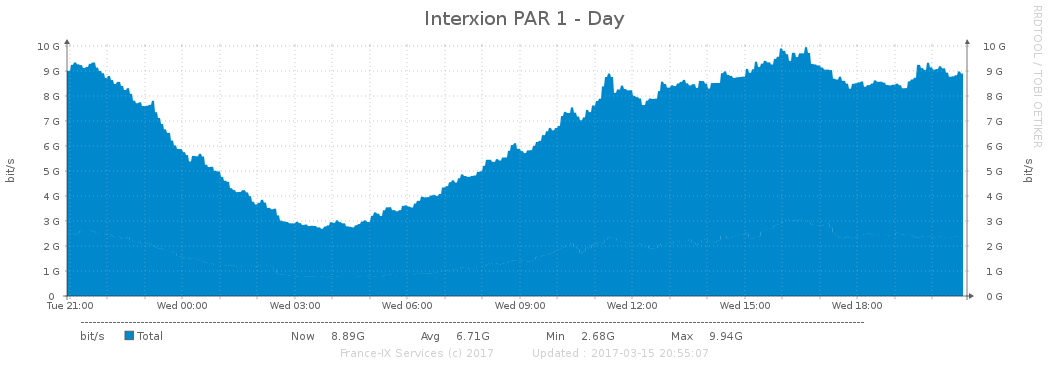 Interxion PAR 1 - Day
RRDTOOL / TOBI OETIKER
bit/s
10 G 10 G
9 G 9 G
8 G 8 G
7 G 7 G
6 G 6 G
5 G 5 G
4 G 4 G
3 G 3 G
2 G 2 G
1 G 1 G
0 0 G
bit/s
Tue 21:00 Wed 00:00 Wed 03:00 Wed 06:00 Wed 09:00 Wed 12:00 Wed 15:00 Wed 18:00
bit/s Total Now 8.89G Avg 6.71G Min 2.68G Max 9.94G
France-IX Services (c) 2017 Updated : 2017-03-15 20:55:07